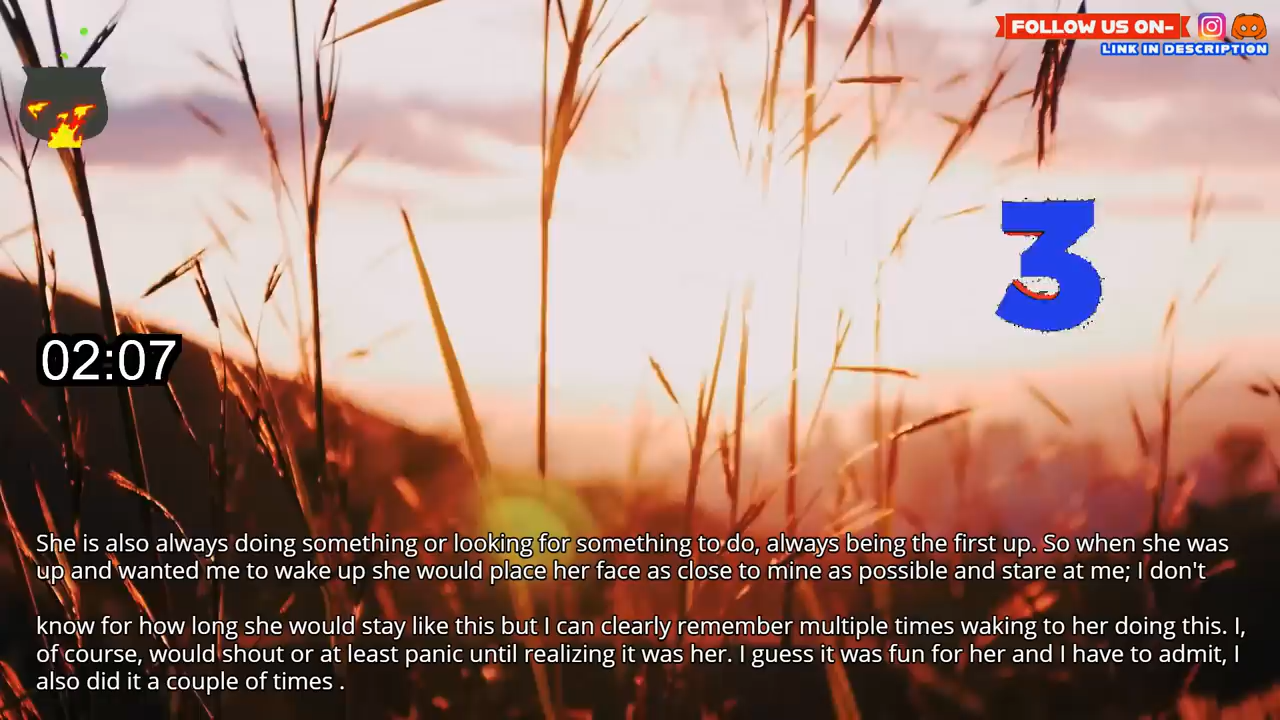 FOLLOW US ON-
LINK IN DESCRIPTION
3
02:07
She is also always doing something or looking for something to do, always being the first up. So when she was
up and wanted me to wake up she would place her face as close to mine as possible and stare at me; I don't
know for how long she would stay like this but I can clearly remember multiple times waking to her doing this. I,
of course, would shout or at least panic until realizing it was her. I guess it was fun for her and I have to admit, I
also did it a couple of times .